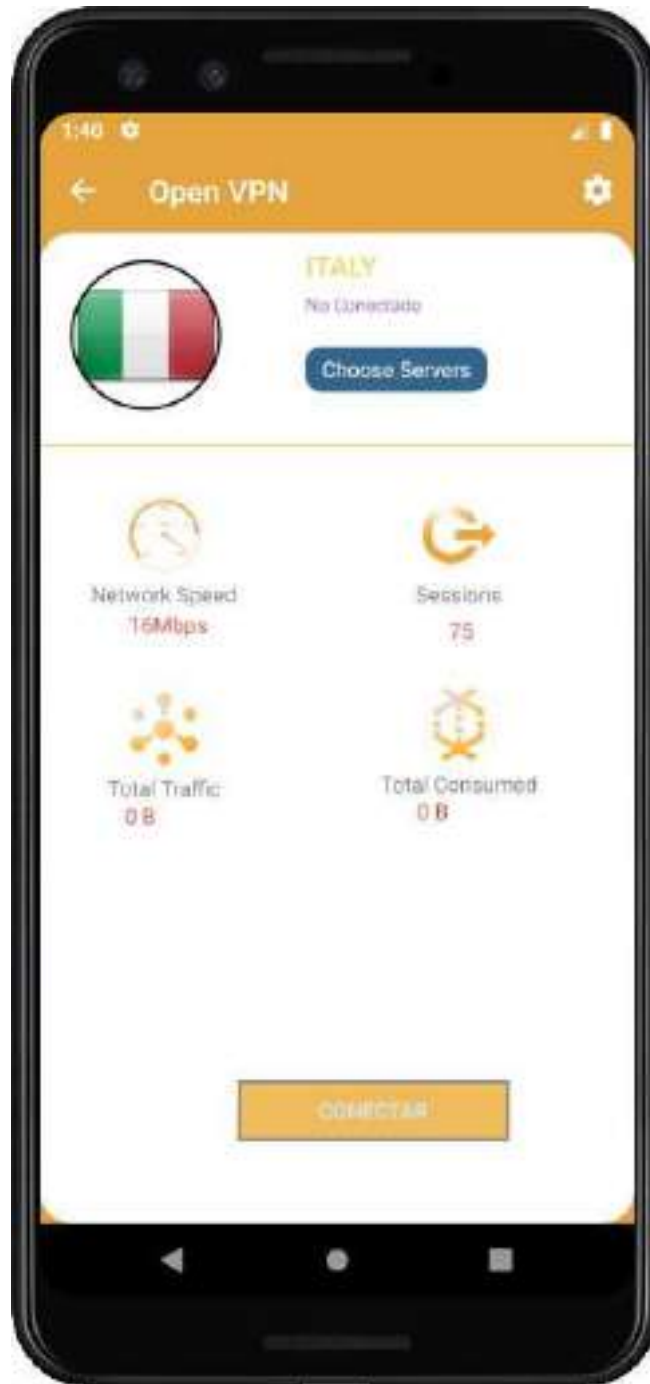 1:40
Open VPN
ITALY
No Conectado
Choose Servers
Network Speed
16Mbps
Sessions
75
Total Traffic
0 B
Total Consumed
0 B
CONECTAR